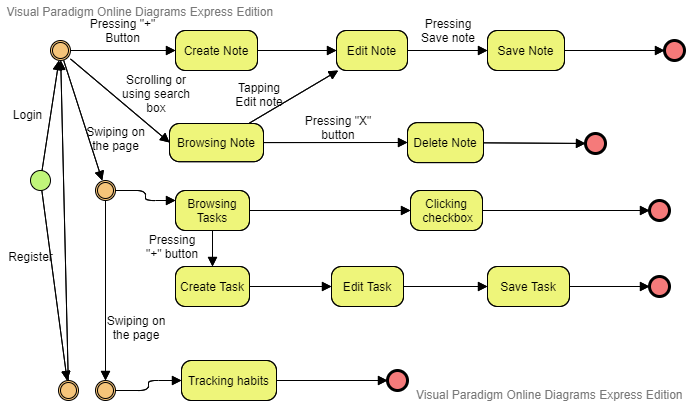 Visual Paradigm Online Diagrams Express Edition
Pressing "+"
Button
Create Note
Edit Note
Pressing
Save note
Save Note
Scrolling or
using search
box
Tapping
Edit note
Login
Swiping on
the page
Browsing Note
Pressing "X"
button
Delete Note
Browsing
Tasks
Clicking
checkbox
Register
Pressing
"+" button
Create Task
Edit Task
Save Task
Swiping on
the page
Tracking habits
Visual Paradigm Online Diagrams Express Edition